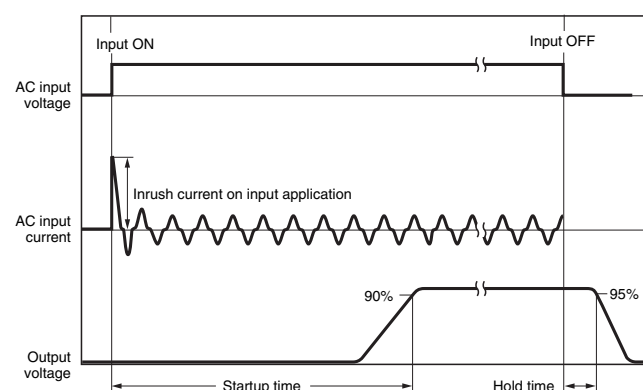 Input ON
Input OFF
AC input
voltage
Inrush current on input application
AC input
current
90%
95%
Output
voltage
Startup time
Hold time